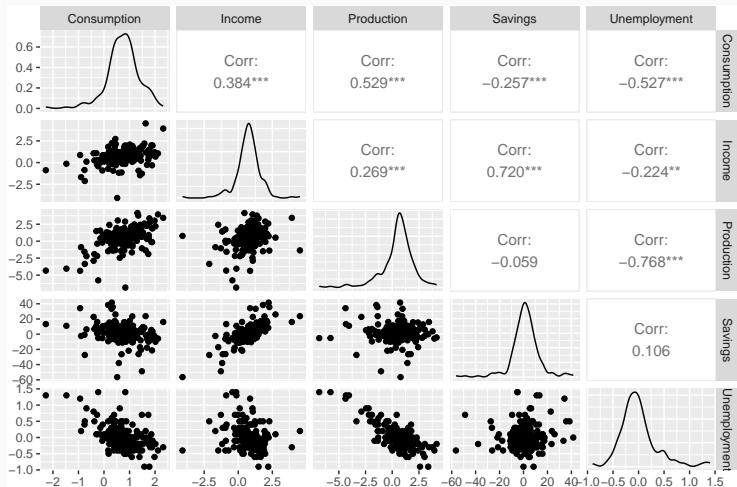 Consumption Income Production Savings Unemployment
0.6
0.4
0.2
0.0
Corr:
0.384***
Corr:
0.529***
Corr:
−0.257***
Corr:
−0.527***
Consumption
2.5
0.0
−2.5
Corr:
0.269***
Corr:
0.720***
Corr:
−0.224**
Income
2.5
0.0
−2.5
−5.0
Corr:
−0.059
Corr:
−0.768***
Production
40
20
0
−20
−40
−60
Corr:
0.106
Savings
1.5
1.0
0.5
0.0
−0.5
−1.0
Unemployment
−2 −1 0 1 2 −2.5 0.0 2.5 −5.0 −2.5 0.0 2.5 −60 −40 −20 0 20 40 −1.0 −0.5 0.0 0.5 1.0 1.5